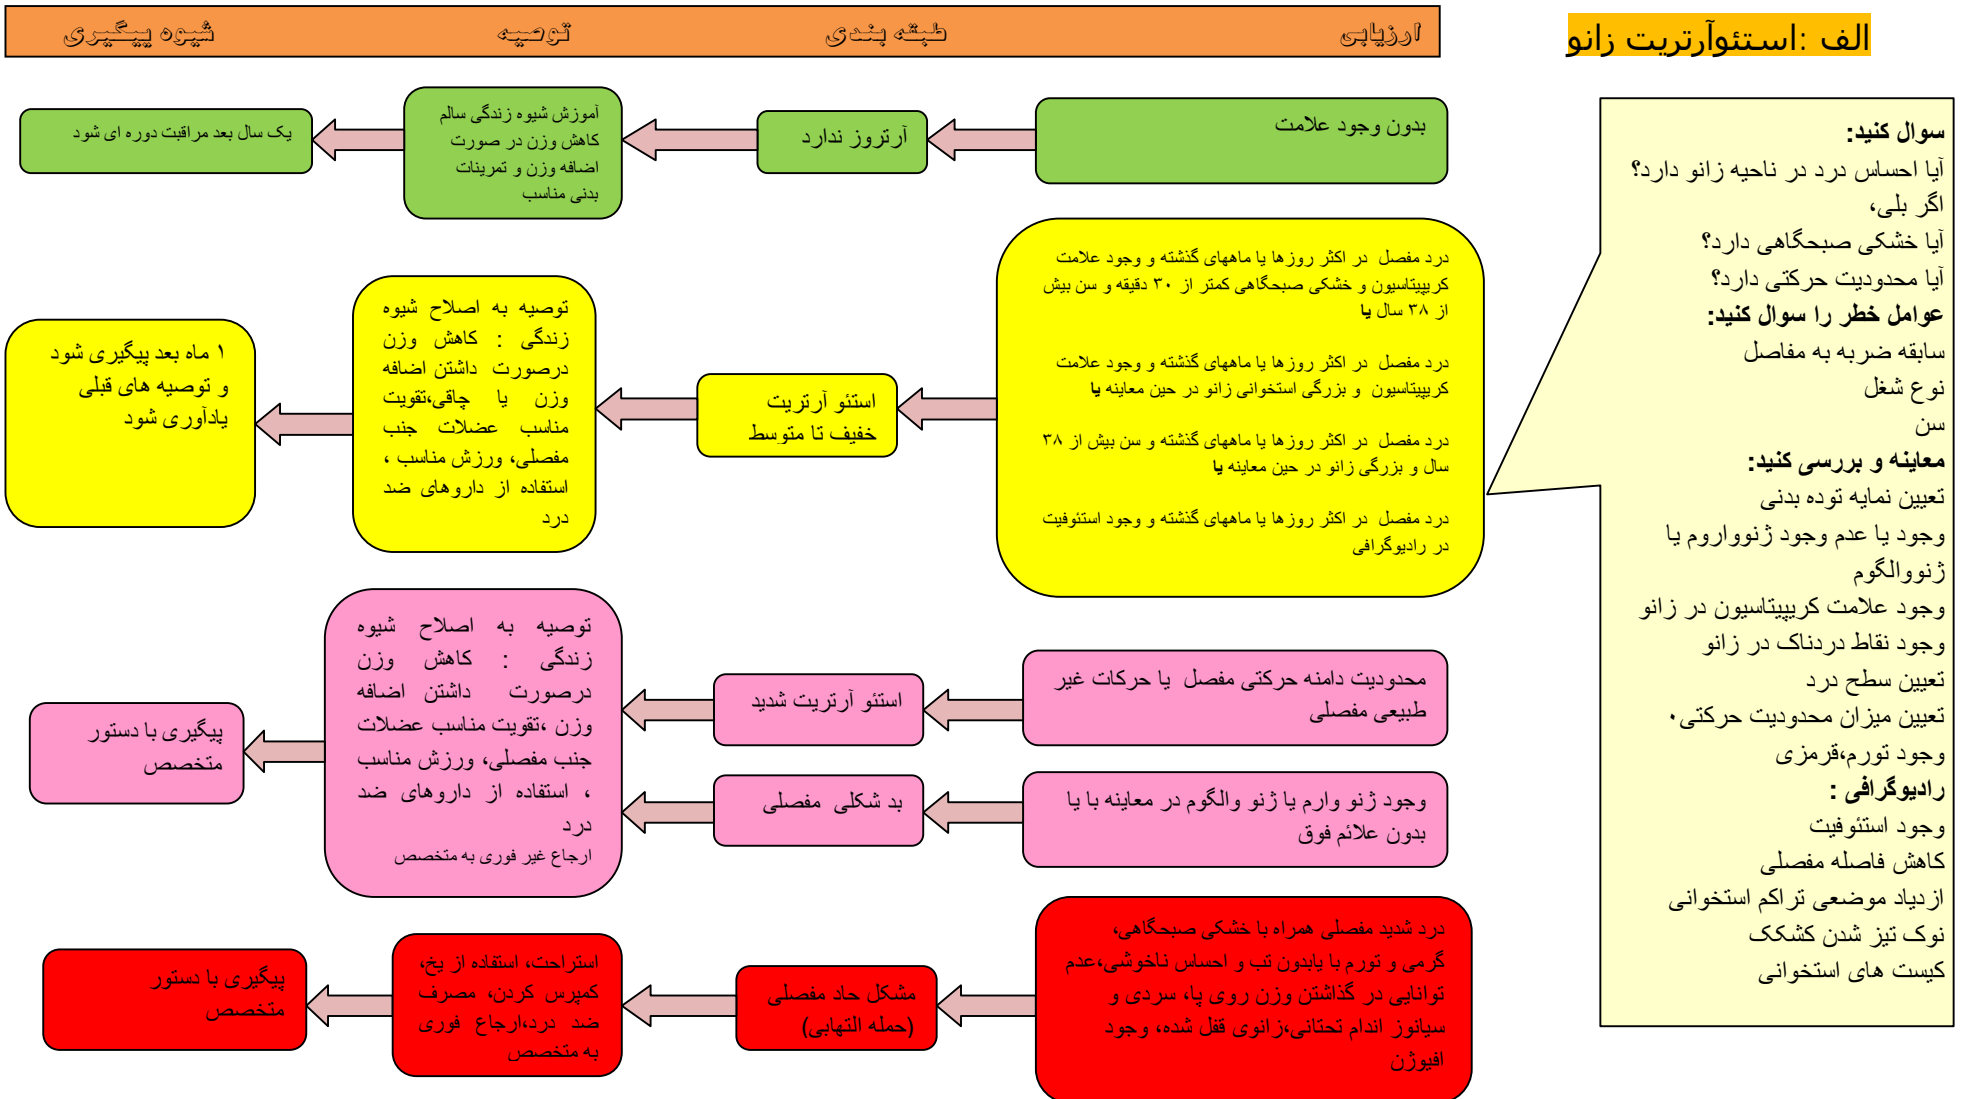 الف :استئوآرتریت زانو
ارزیابی
طبقه بندی
توصیه
شیوه پیگیری
سوال کنید:
آیا احساس درد در ناحیه زانو دارد؟
اگر بلی،
آیا خشکی صبحگاهی دارد؟
آیا محدودیت حرکتی دارد؟
عوامل خطر را سوال کنید:
سابقه ضربه به مفاصل
نوع شغل
سن
معاینه و بررسی کنید:
تعیین نمایه توده بدنی
وجود یا عدم وجود ژنوواروم یا
ژنووالگوم
وجود علامت کریپیتاسیون در زانو
وجود نقاط دردناک در زانو
تعیین سطح درد
تعیین میزان محدودیت حرکتی۰
وجود تورم،قرمزی
رادیوگرافی :
وجود استئوفیت
کاهش فاصله مفصلی
ازدیاد موضعی تراکم استخوانی
نوک تیز شدن کشکک
کیست های استخوانی
بدون وجود علامت
آرتروز ندارد
آموزش شیوه زندگی سالم
کاهش وزن در صورت
اضافه وزن و تمرینات
بدنی مناسب
یک سال بعد مراقبت دوره ای شود
درد مفصل در اکثر روزها یا ماههای گذشته و وجود علامت
کریپیتاسیون و خشکی صبحگاهی کمتر از ۳۰ دقیقه و سن بیش
از ۳۸ سال یا
درد مفصل در اکثر روزها یا ماههای گذشته و وجود علامت
کریپیتاسیون و بزرگی استخوانی زانو در حین معاینه یا
درد مفصل در اکثر روزها یا ماههای گذشته و سن بیش از ۳۸
سال و بزرگی زانو در حین معاینه یا
درد مفصل در اکثر روزها یا ماههای گذشته و وجود استئوفیت
در رادیوگرافی
استئو آرتریت
خفیف تا متوسط
توصیه به اصلاح شیوه
زندگی : کاهش وزن
درصورت داشتن اضافه
وزن یا چاقی،تقویت
مناسب عضلات جنب
مفصلی، ورزش مناسب ،
استفاده از داروهای ضد
درد
۱ ماه بعد پیگیری شود
و توصیه های قبلی
یادآوری شود
محدودیت دامنه حرکتی مفصل یا حرکات غیر
طبیعی مفصلی
استئو آرتریت شدید
وجود ژنو وارم یا ژنو والگوم در معاینه با یا
بدون علائم فوق
بد شکلی مفصلی
توصیه به اصلاح شیوه
زندگی : کاهش وزن
درصورت داشتن اضافه
وزن ،تقویت مناسب عضلات
جنب مفصلی، ورزش مناسب
، استفاده از داروهای ضد
درد
ارجاع غیر فوری به متخصص
پیگیری با دستور
متخصص
درد شدید مفصلی همراه با خشکی صبحگاهی،
گرمی و تورم با یابدون تب و احساس ناخوشی،عدم
توانایی در گذاشتن وزن روی پا، سردی و
سیانوز اندام تحتانی،زانوی قفل شده، وجود
افیوژن
مشکل حاد مفصلی
(حمله التهابی)
استراحت، استفاده از یخ،
کمپرس کردن، مصرف
ضد درد،ارجاع فوری
به متخصص
پیگیری با دستور
متخصص